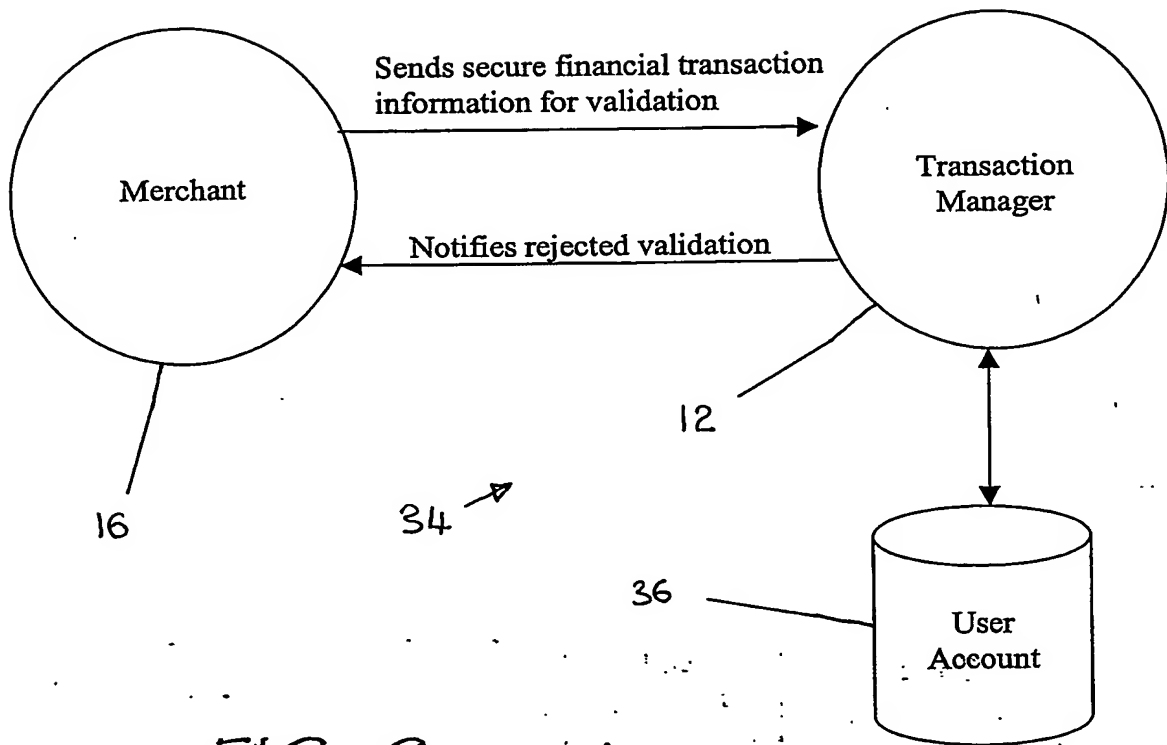 Sends secure financial transaction
information for validation
Merchant
Transaction
Manager
Notifies rejected validation
12
16
34
36
User
Account